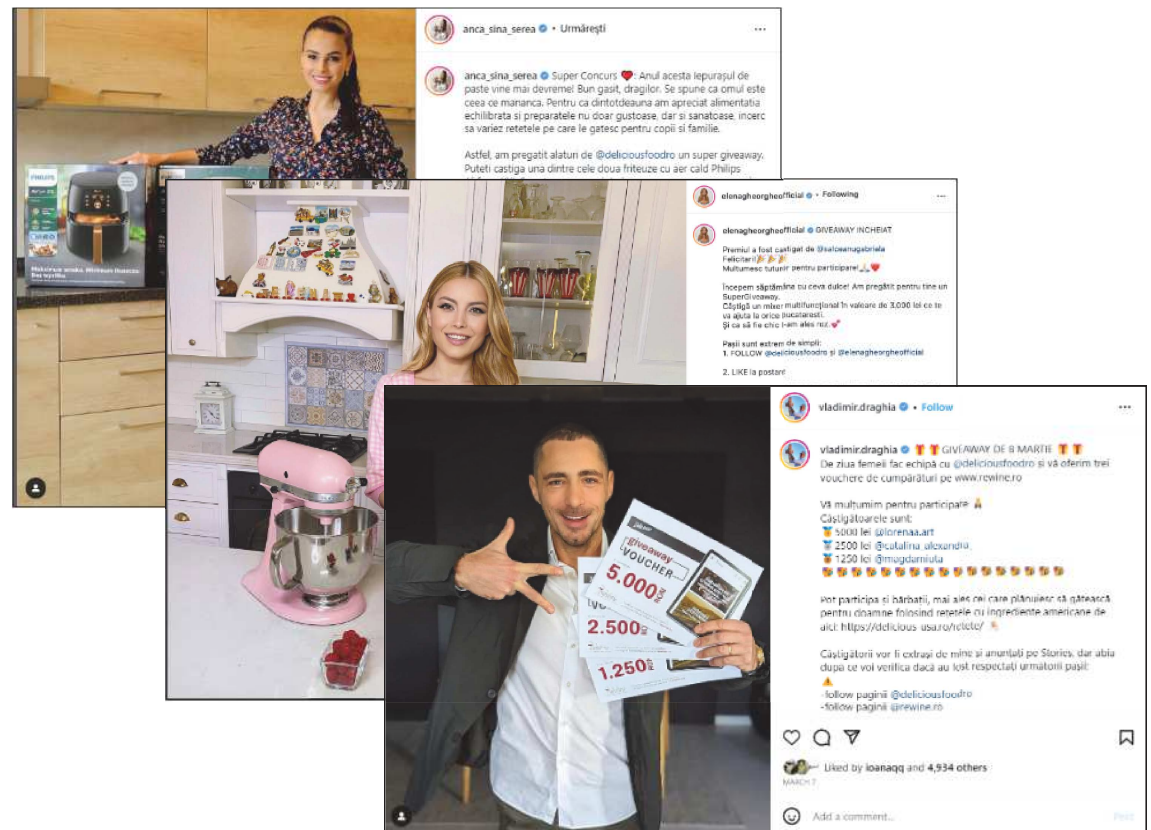 anca_sina_serea • Urmărești
anca_sina_serea Super Concurs ❤️: Anul acesta Iepurașul de
paste vine mai devreme! Bun gasit, dragilor. Se spune ca omul este
ceea ce mananca. Pentru ca dintotdeauna am apreciat alimentatia
echilibrata si preparatele nu doar gustoase, dar si sanatoase, incerc
sa variez retetele pe care le gatesc pentru copii si familie.
Astfel, am pregatit alaturi de @deliciousfoodro un super giveaway.
Puteti castiga una dintre cele doua friteuze cu aer cald Philips
PHILIPS
elenagheorgheofficial • Following
elenagheorgheofficial GIVEAWAY INCHEIAT
Premiul a fost castigat de @salceanugabriela
Felicitari!🎉🎉🎉
Multumesc tuturor pentru participare!🙏❤️
Începem săptămâna cu ceva dulce! Am pregătit pentru tine un
SuperGiveaway.
Câștigă un mixer multifuncțional în valoare de 3.000 lei ce te
va ajuta la orice bucataresti.
Și ca să fie chic l-am ales roz.💕
Pașii sunt extrem de simpli:
1. FOLLOW @deliciousfoodro și @elenagheorgheofficial
2. LIKE la postare
giveaway
VOUCHER
5.000 RON
2.500
1.250
vladimir.draghia • Follow
vladimir.draghia 🎁 🎁 GIVEAWAY DE 8 MARTIE 🎁 🎁
De ziua femeii fac echipă cu @deliciousfoodro și vă oferim trei
vouchere de cumpărături pe www.rewine.ro
Vă mulțumim pentru participare 🙏
Câștigătoarele sunt:
🥇 5000 lei @lorenaa.art
🥈 2500 lei @catalina_alexandra_
🥉 1250 lei @magdamiuta
Pot participa și bărbații, mai ales cei care plănuiesc să gătească
pentru doamne folosind rețetele cu ingrediente americane de
aici: https://delicious-usa.ro/retete/
Câștigătorii vor fi extrași de mine și anunțați pe Stories, dar abia
după ce voi verifica dacă au fost respectați următorii pași:
⚠️
-follow paginii @deliciousfoodro
-follow paginii @rewine.ro
Liked by ioanaqq and 4,934 others
MARCH 7
Add a comment...
Post